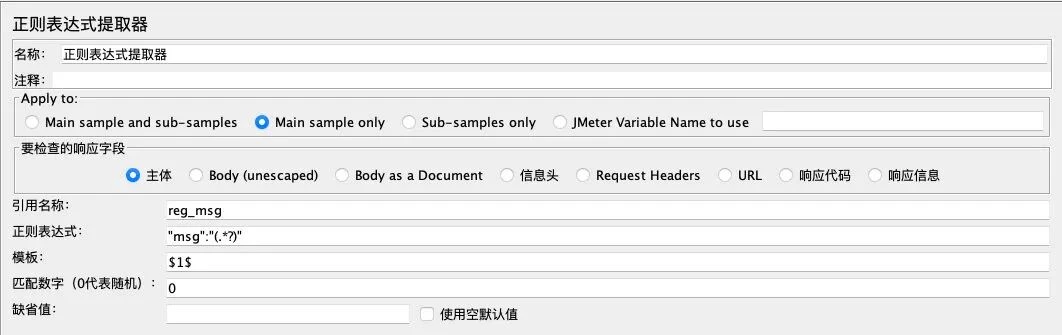 正则表达式提取器
名称： 正则表达式提取器
注释：
Apply to:
Main sample and sub-samples Main sample only Sub-samples only JMeter Variable Name to use
要检查的响应字段
主体 Body (unescaped) Body as a Document 信息头 Request Headers URL 响应代码 响应信息
引用名称： reg_msg
正则表达式： "msg":"(.*?)"
模板： $1$
匹配数字（0代表随机）： 0
缺省值： 使用空默认值